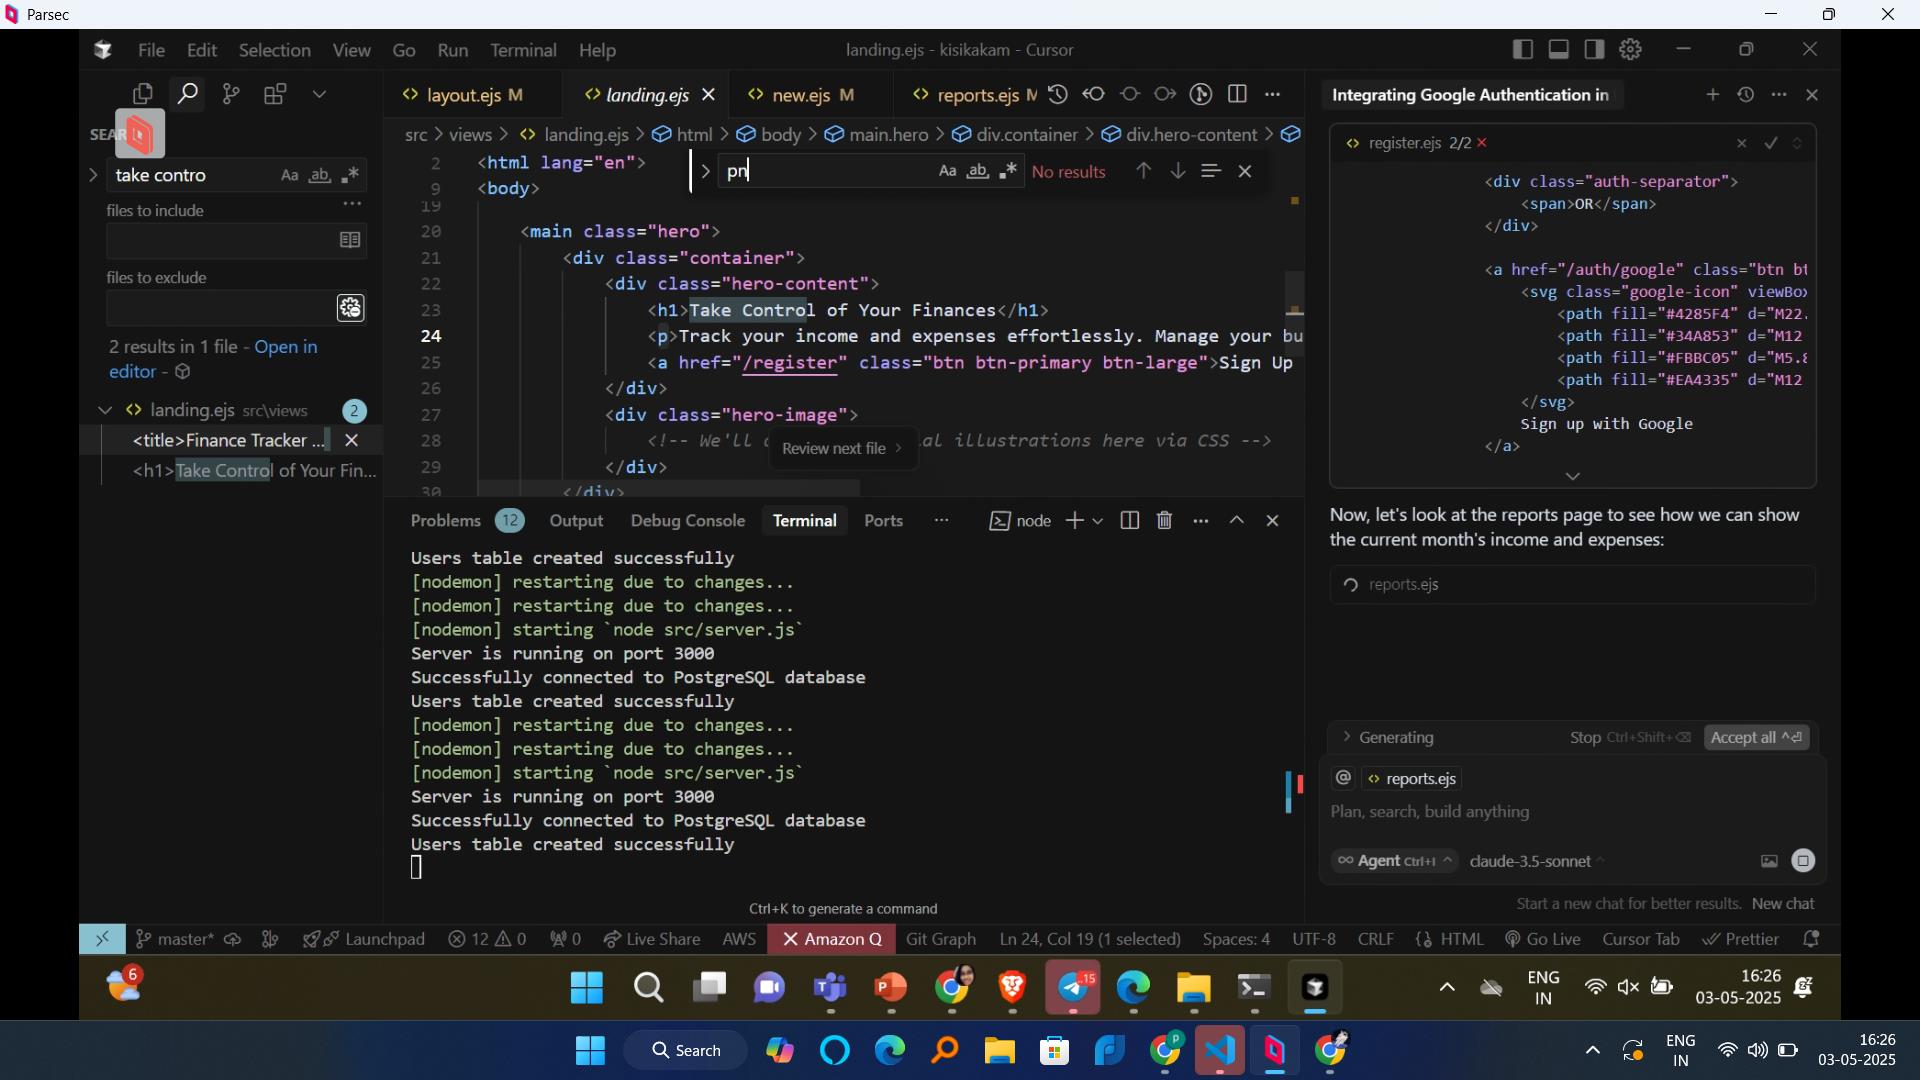 Parsec
File Edit Selection View Go Run Terminal Help
landing.ejs - kisikakam - Cursor
layout.ejs M
landing.ejs
new.ejs M
reports.ejs M
Integrating Google Authentication in
src > views > landing.ejs > html > body > main.hero > div.container > div.hero-content >
take contro
Aa ab
files to include
files to exclude
2 results in 1 file - Open in
editor -
landing.ejs src\views 2
<title>Finance Tracker ...
<h1>Take Control of Your Fin...
pn
Aa ab No results
2 <html lang="en">
9 <body>
19
20 <main class="hero">
21 <div class="container">
22 <div class="hero-content">
23 <h1>Take Control of Your Finances</h1>
24 <p>Track your income and expenses effortlessly. Manage your bu
25 <a href="/register" class="btn btn-primary btn-large">Sign Up
26 </div>
27 <div class="hero-image">
28 <!-- We'll al illustrations here via CSS -->
29 </div>
30 </div>
Review next file >
Problems 12 Output Debug Console Terminal Ports
node
Users table created successfully
[nodemon] restarting due to changes...
[nodemon] restarting due to changes...
[nodemon] starting `node src/server.js`
Server is running on port 3000
Successfully connected to PostgreSQL database
Users table created successfully
[nodemon] restarting due to changes...
[nodemon] restarting due to changes...
[nodemon] starting `node src/server.js`
Server is running on port 3000
Successfully connected to PostgreSQL database
Users table created successfully
Ctrl+K to generate a command
register.ejs 2/2
<div class="auth-separator">
<span>OR</span>
</div>
<a href="/auth/google" class="btn bt
<svg class="google-icon" viewBox
<path fill="#4285F4" d="M22.
<path fill="#34A853" d="M12
<path fill="#FBBC05" d="M5.8
<path fill="#EA4335" d="M12
</svg>
Sign up with Google
</a>
Now, let's look at the reports page to see how we can show
the current month's income and expenses:
reports.ejs
Generating
Stop Ctrl+Shift+
Accept all
@ reports.ejs
Plan, search, build anything
Agent Ctrl+I claude-3.5-sonnet
Start a new chat for better results. New chat
master* Launchpad 12 0 0 Live Share AWS Amazon Q Git Graph Ln 24, Col 19 (1 selected) Spaces: 4 UTF-8 CRLF HTML Go Live Cursor Tab Prettier
6
15
ENG
IN
16:26
03-05-2025
Search
ENG
IN
16:26
03-05-2025